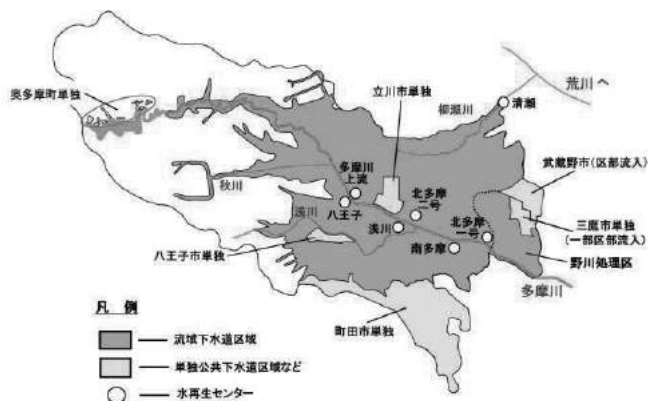 奥多摩町単独
立川市単独
柳瀬川
清瀬
荒川へ
武蔵野市(区部流入)
多摩川
上流
秋川
八王子
北多摩
二号
浅川
浅川
北多摩
一号
三鷹市単独
(一部区部流入)
八王子市単独
南多摩
野川処理区
多摩川
町田市単独
凡 例
流域下水道区域
単独公共下水道区域など
水再生センター